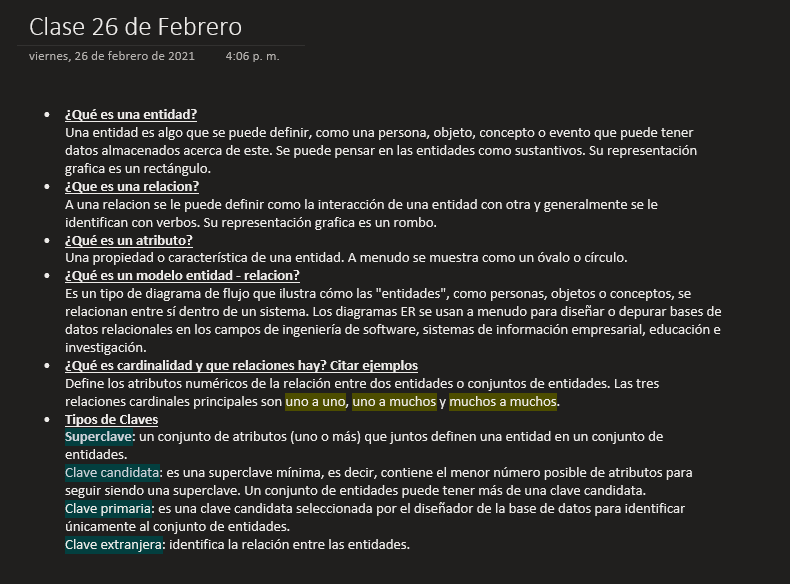 Clase 26 de Febrero
viernes, 26 de febrero de 2021 4:06 p. m.
• ¿Qué es una entidad?
Una entidad es algo que se puede definir, como una persona, objeto, concepto o evento que puede tener
datos almacenados acerca de este. Se puede pensar en las entidades como sustantivos. Su representación
grafica es un rectángulo.
• ¿Que es una relacion?
A una relacion se le puede definir como la interacción de una entidad con otra y generalmente se le
identifican con verbos. Su representación grafica es un rombo.
• ¿Qué es un atributo?
Una propiedad o característica de una entidad. A menudo se muestra como un óvalo o círculo.
• ¿Qué es un modelo entidad - relacion?
Es un tipo de diagrama de flujo que ilustra cómo las "entidades", como personas, objetos o conceptos, se
relacionan entre sí dentro de un sistema. Los diagramas ER se usan a menudo para diseñar o depurar bases de
datos relacionales en los campos de ingeniería de software, sistemas de información empresarial, educación e
investigación.
• ¿Qué es cardinalidad y que relaciones hay? Citar ejemplos
Define los atributos numéricos de la relación entre dos entidades o conjuntos de entidades. Las tres
relaciones cardinales principales son uno a uno, uno a muchos y muchos a muchos.
• Tipos de Claves
Superclave: un conjunto de atributos (uno o más) que juntos definen una entidad en un conjunto de
entidades.
Clave candidata: es una superclave mínima, es decir, contiene el menor número posible de atributos para
seguir siendo una superclave. Un conjunto de entidades puede tener más de una clave candidata.
Clave primaria: es una clave candidata seleccionada por el diseñador de la base de datos para identificar
únicamente al conjunto de entidades.
Clave extranjera: identifica la relación entre las entidades.